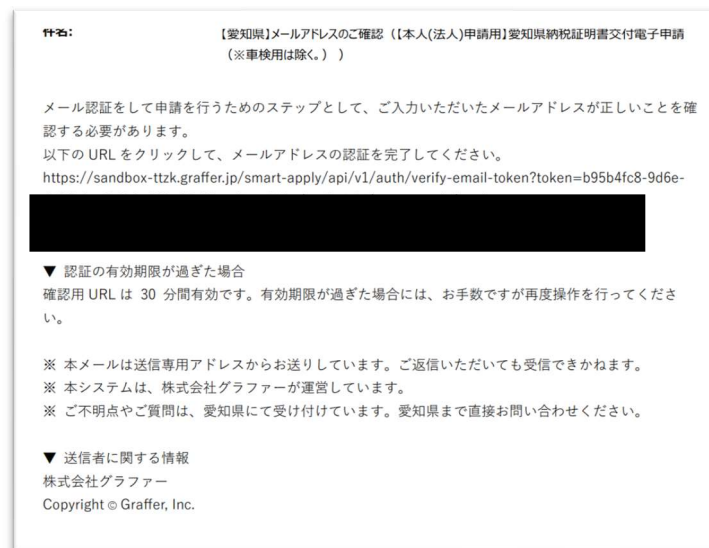 件名： 【愛知県】メールアドレスのご確認（【本人(法人)申請用】愛知県納税証明書交付電子申請
（※車検用は除く。））
メール認証をして申請を行うためのステップとして、ご入力いただいたメールアドレスが正しいことを確
認する必要があります。
以下の URL をクリックして、メールアドレスの認証を完了してください。
https://sandbox-ttzk.graffer.jp/smart-apply/api/v1/auth/verify-email-token?token=b95b4fc8-9d6e-
▼ 認証の有効期限が過ぎた場合
確認用 URL は 30 分間有効です。有効期限が過ぎた場合には、お手数ですが再度操作を行ってくださ
い。
※ 本メールは送信専用アドレスからお送りしています。ご返信いただいても受信できかねます。
※ 本システムは、株式会社グラファーが運営しています。
※ ご不明点やご質問は、愛知県にて受け付けています。愛知県まで直接お問い合わせください。
▼ 送信者に関する情報
株式会社グラファー
Copyright © Graffer, Inc.